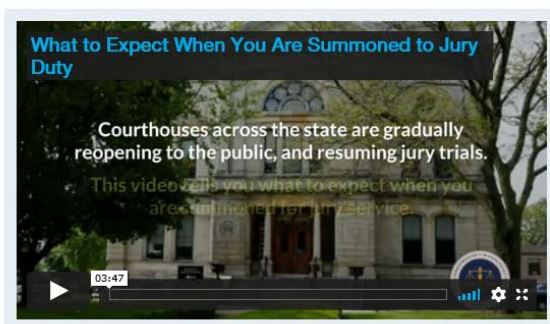 What to Expect When You Are Summoned to Jury
Duty
Courthouses across the state are gradually
reopening to the public, and resuming jury trials.
This video tells you what to expect when you
are summoned for jury service.
03:47